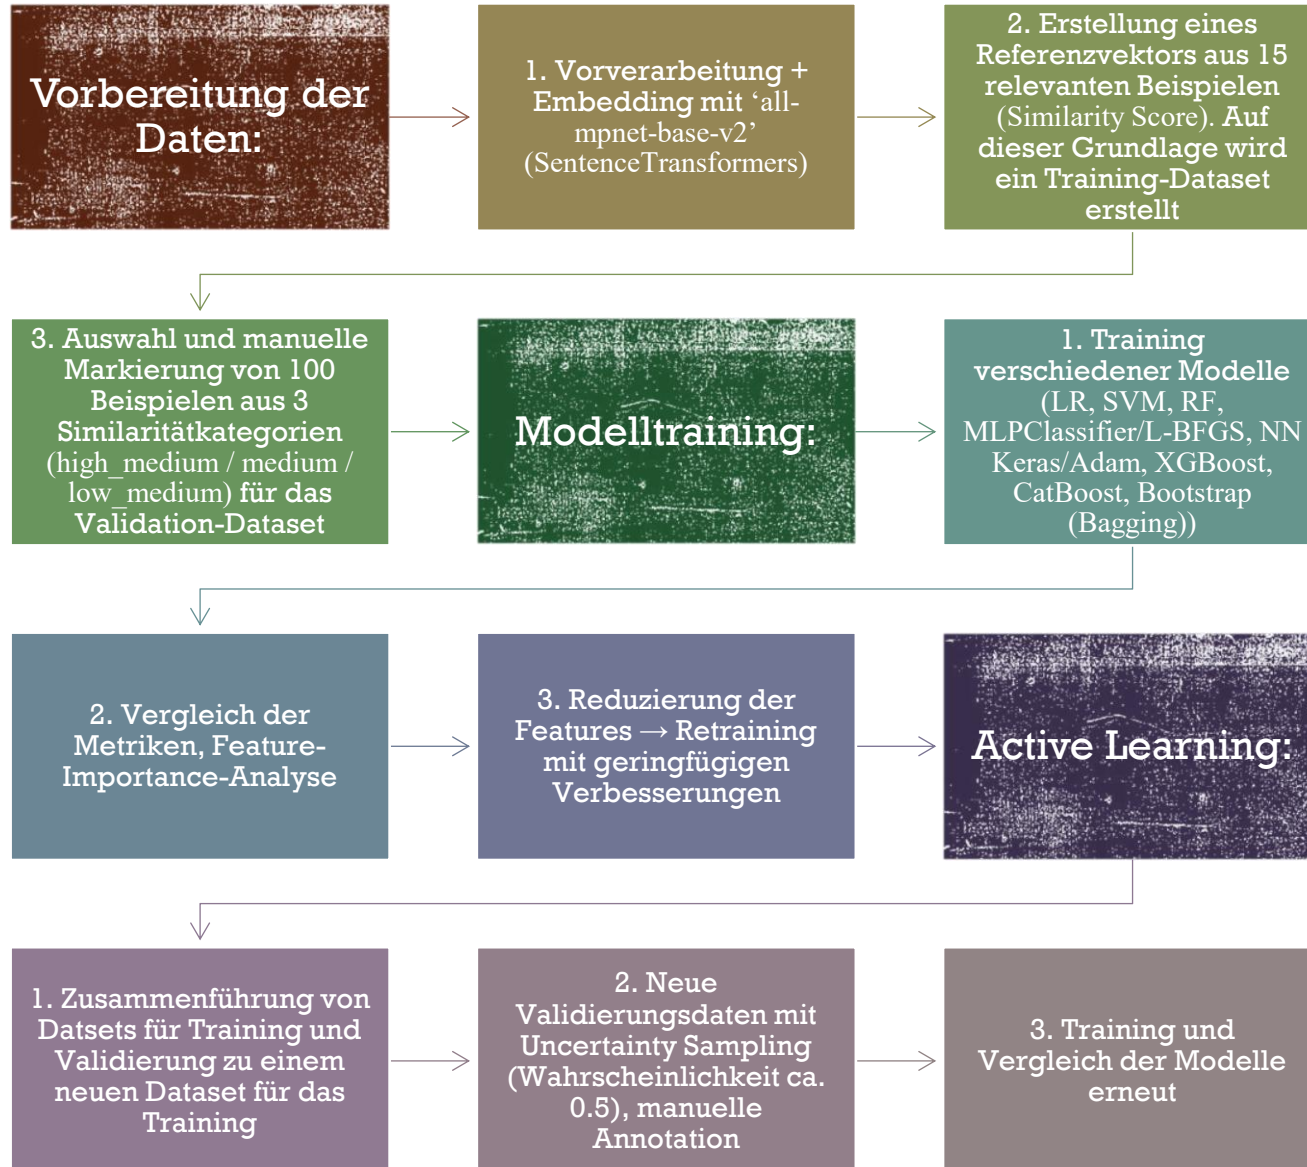 Vorbereitung der
Daten:
1. Vorverarbeitung +
Embedding mit ‘all-
mpnet-base-v2’
(SentenceTransformers)
2. Erstellung eines
Referenzvektors aus 15
relevanten Beispielen
(Similarity Score). Auf
dieser Grundlage wird
ein Training-Dataset
erstellt
3. Auswahl und manuelle
Markierung von 100
Beispielen aus 3
Similaritätkategorien
(high_medium / medium /
low_medium) für das
Validation-Dataset
Modelltraining:
1. Training
verschiedener Modelle
(LR, SVM, RF,
MLPClassifier/L-BFGS, NN
Keras/Adam, XGBoost,
CatBoost, Bootstrap
(Bagging))
2. Vergleich der
Metriken, Feature-
Importance-Analyse
3. Reduzierung der
Features → Retraining
mit geringfügigen
Verbesserungen
Active Learning:
1. Zusammenführung von
Datsets für Training und
Validierung zu einem
neuen Dataset für das
Training
2. Neue
Validierungsdaten mit
Uncertainty Sampling
(Wahrscheinlichkeit ca.
0.5), manuelle
Annotation
3. Training und
Vergleich der Modelle
erneut